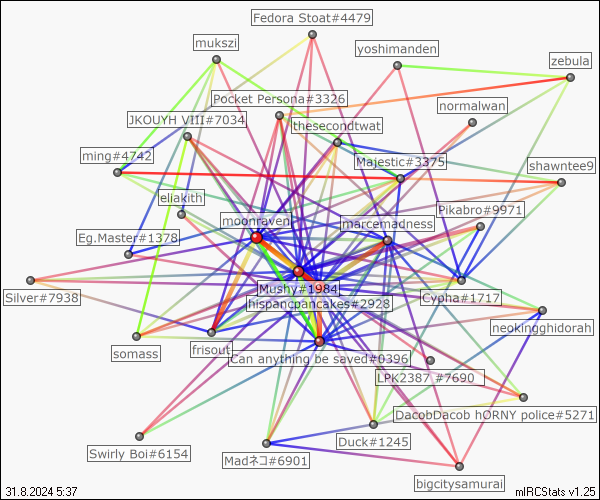 Fedora Stoat#4479
mukszi
yoshimanden
zebula
Pocket Persona#3326
normalwan
JKOUYH VIII#7034
thesecondtwat
ming#4742
Majestic#3375
shawntee9
eliakith
moonraven
marcemadness
Pikabro#9971
Eg.Master#1378
Mushy#1984
Silver#7938
hispancpancakes#2928
Cypha#1717
neokingghidorah
somass
frisout
Can anything be saved#0396
LPK2387 #7690
DacobDacob hORNY police#5271
Swirly Boi#6154
Madネコ#6901
Duck#1245
bigcitysamurai
31.8.2024 5:37
mIRCStats v1.25